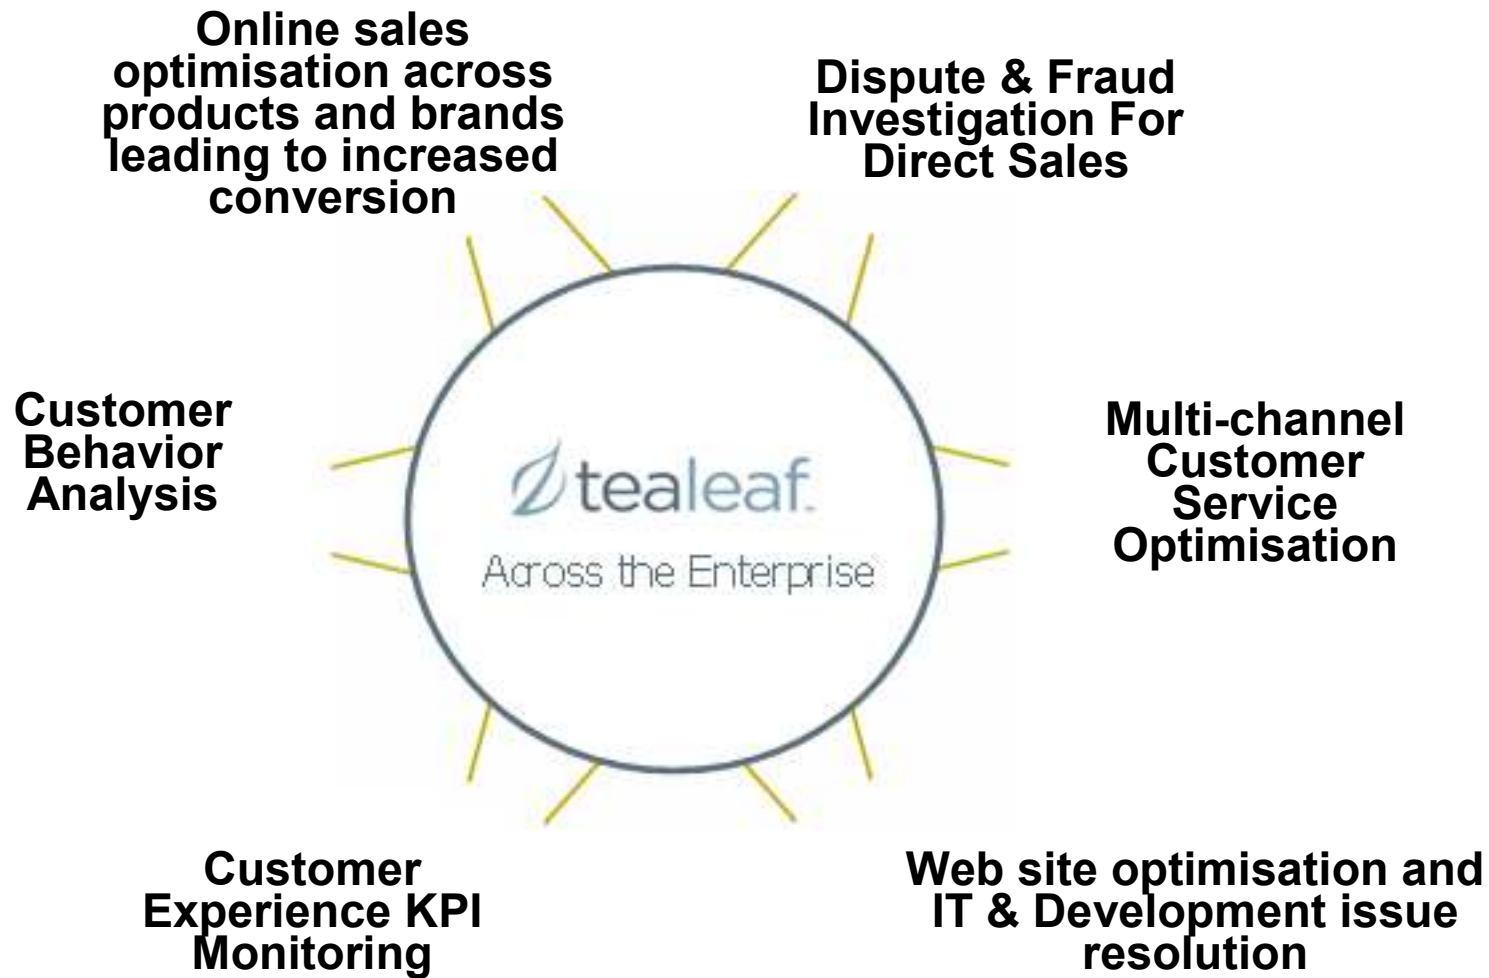 Online sales
optimisation across
products and brands
leading to increased
conversion
Dispute & Fraud
Investigation For
Direct Sales
Customer
Behavior
Analysis
tealeaf
Across the Enterprise
Multi-channel
Customer
Service
Optimisation
Customer
Experience KPI
Monitoring
Web site optimisation and
IT & Development issue
resolution